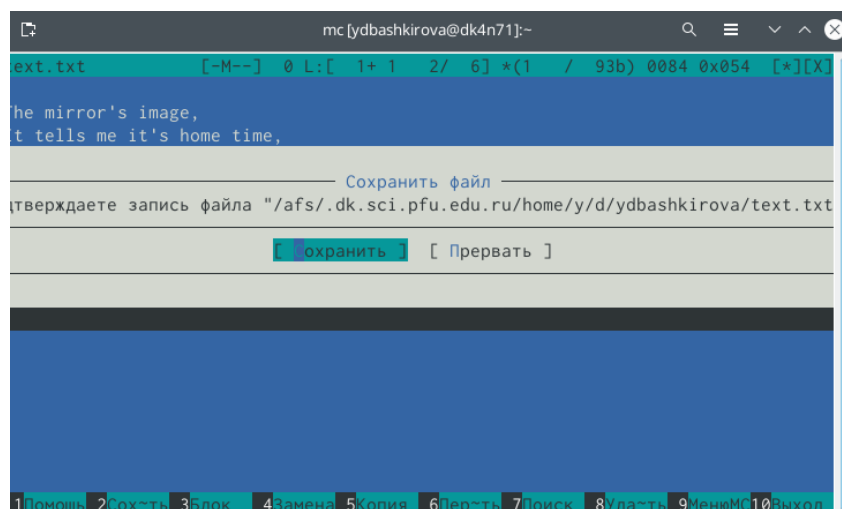 mc [ydbashkirova@dk4n71]:~
ext.txt [-M--] 0 L:[ 1+ 1 2/ 6] *(1 / 93b) 0084 0x054 [*][X]
he mirror's image,
t tells me it's home time,
Сохранить файл
дтверждаете запись файла "/afs/.dk.sci.pfu.edu.ru/home/y/d/ydbashkirova/text.txt
[ Сохранить ] [ Прервать ]
1Помощь 2Сох~ть 3Блок 4Замена 5Копия 6Пер~ть 7Поиск 8Уда~ть 9МенюMC10Выход